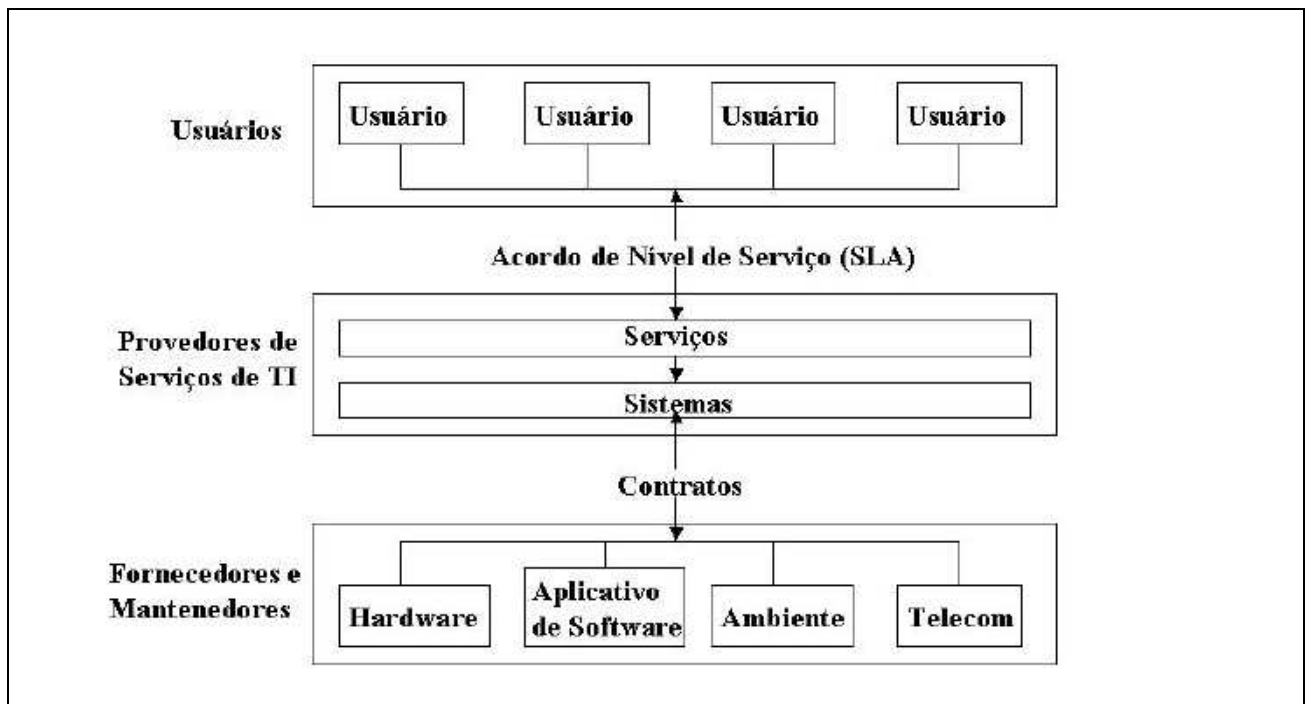 Usuários
Usuário
Usuário
Usuário
Usuário
Acordo de Nível de Serviço (SLA)
Provedores de
Serviços de TI
Serviços
Sistemas
Contratos
Fornecedores e
Mantenedores
Hardware
Aplicativo
de Software
Ambiente
Telecom